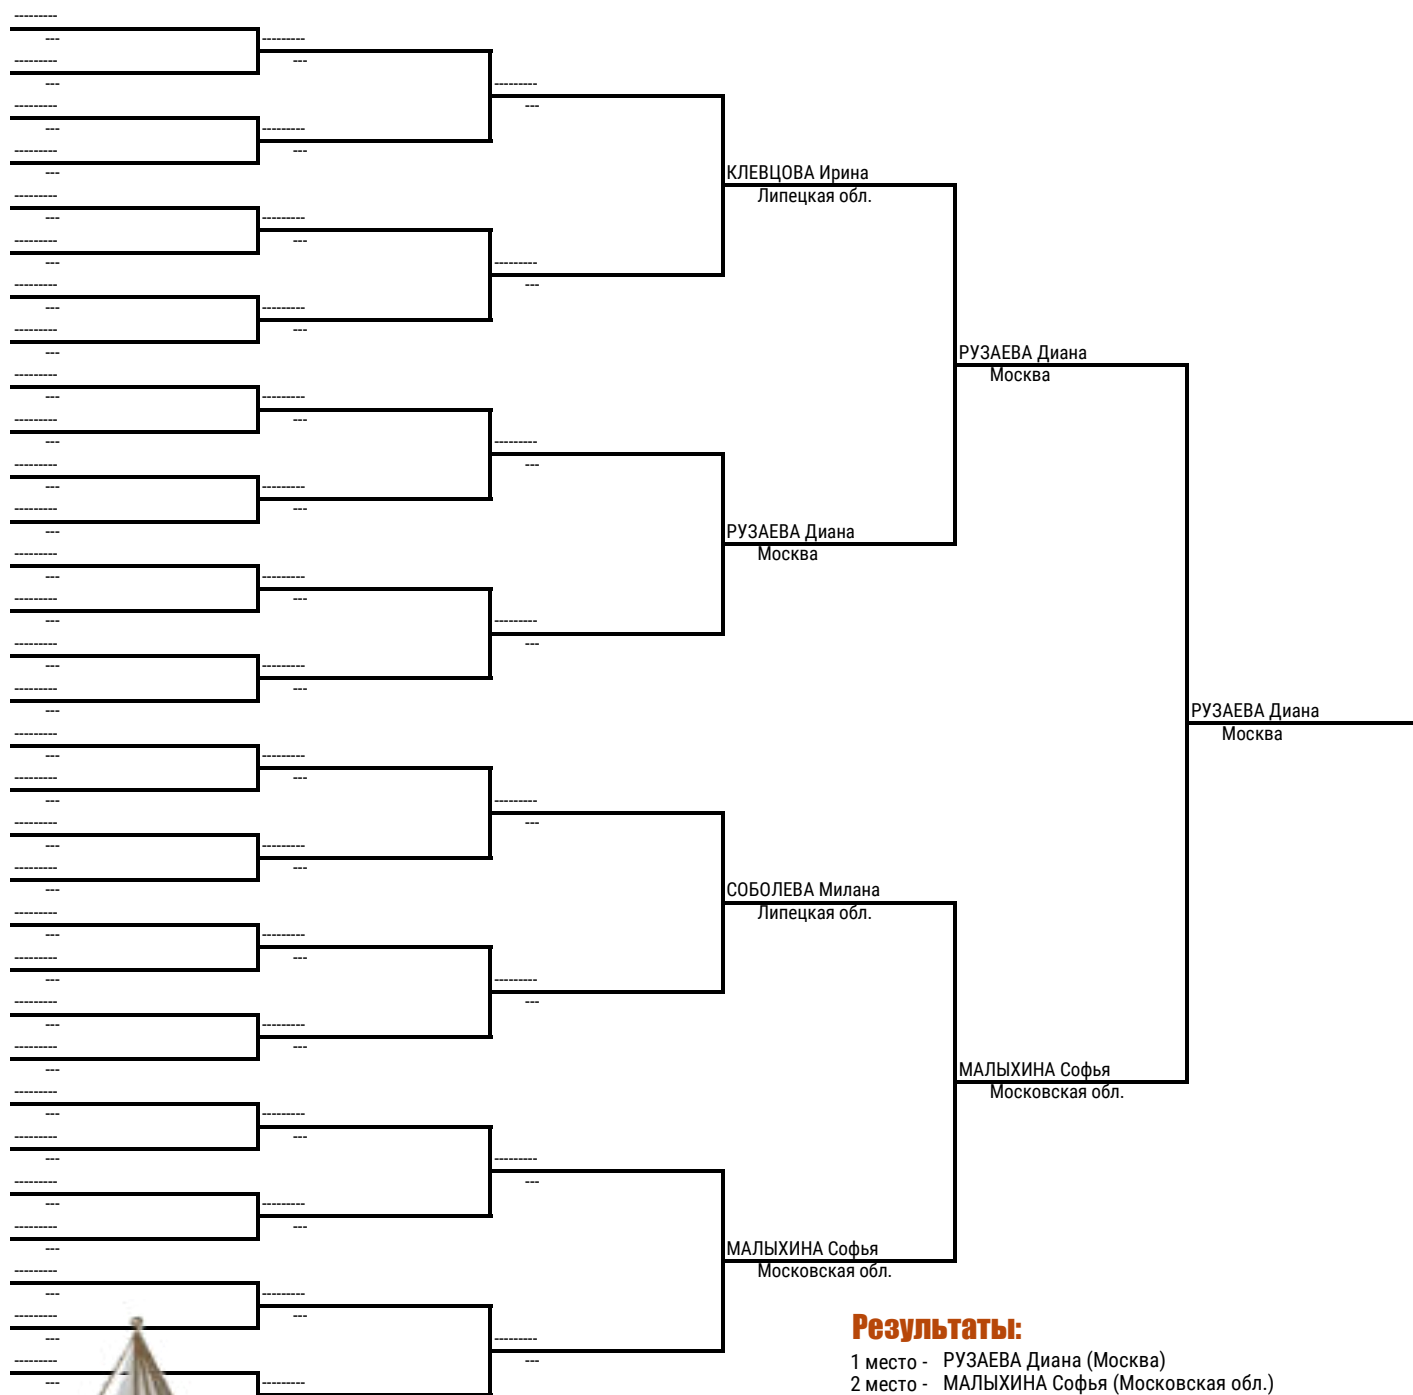 КЛЕВЦОВА Ирина
Липецкая обл.
РУЗАЕВА Диана
Москва
РУЗАЕВА Диана
Москва
РУЗАЕВА Диана
Москва
СОБОЛЕВА Милана
Липецкая обл.
МАЛЫХИНА Софья
Московская обл.
МАЛЫХИНА Софья
Московская обл.
Результаты:
1 место - РУЗАЕВА Диана (Москва)
2 место - МАЛЫХИНА Софья (Московская обл.)